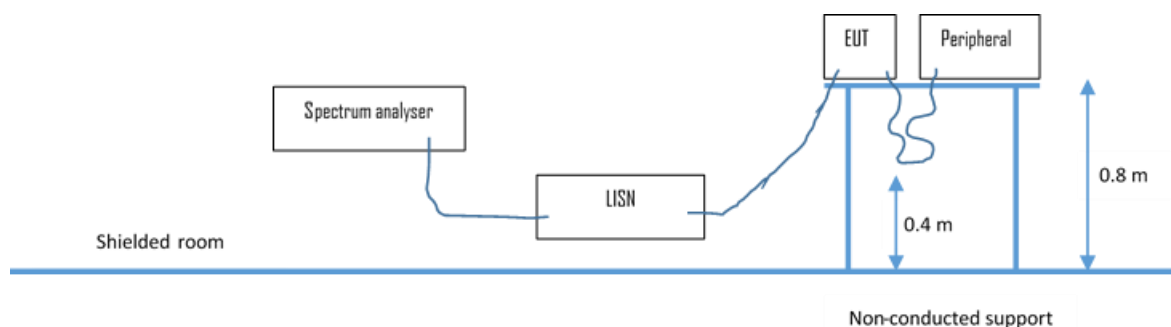 EUT
Peripheral
Spectrum analyser
LISN
0.8 m
0.4 m
Shielded room
Non-conducted support